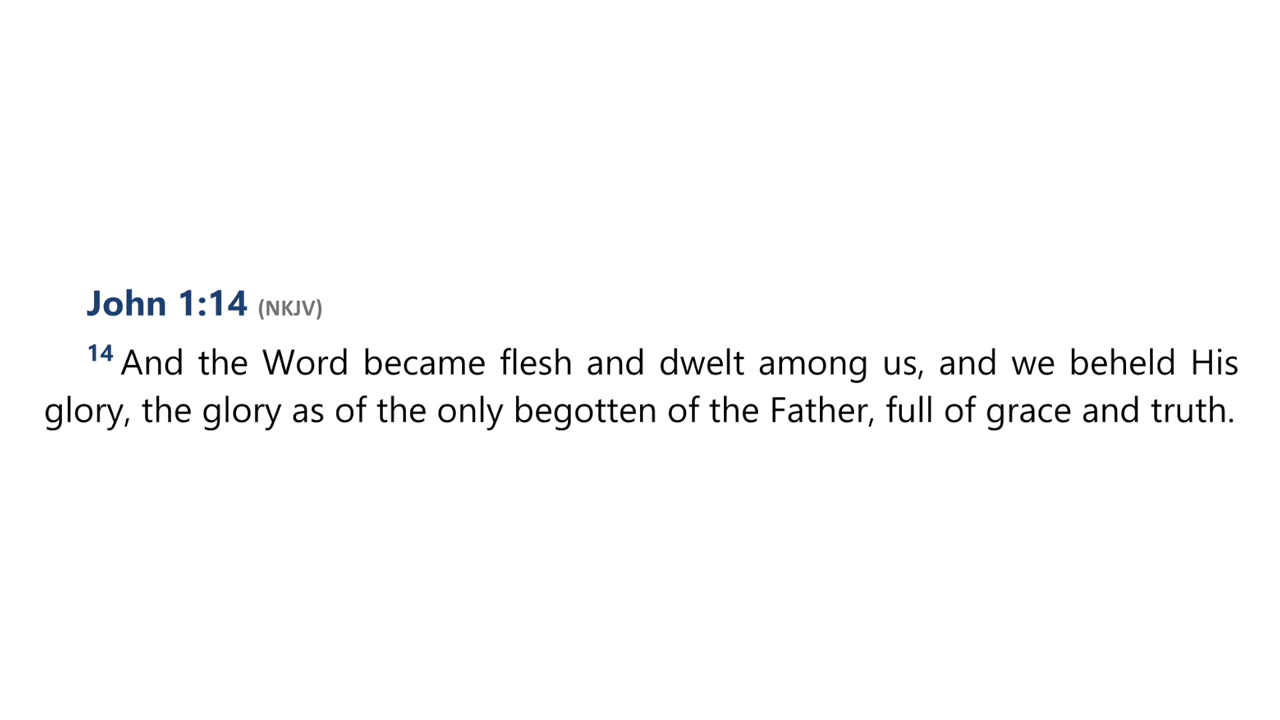 John 1:14 (NKJV)
14 And the Word became flesh and dwelt among us, and we beheld His
glory, the glory as of the only begotten of the Father, full of grace and truth.